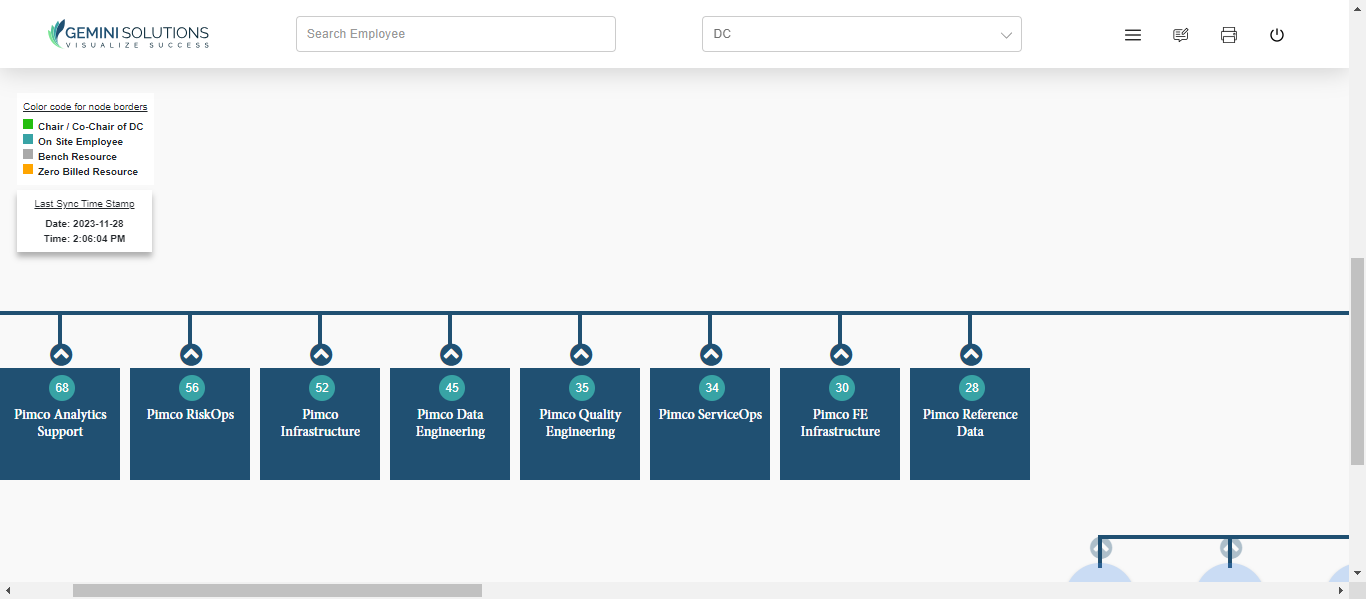 GEMINI SOLUTIONS
VISUALIZE SUCCESS
Search Employee
DC
Color code for node borders
Chair / Co-Chair of DC
On Site Employee
Bench Resource
Zero Billed Resource
Last Sync Time Stamp
Date: 2023-11-28
Time: 2:06:04 PM
68
Pimco Analytics
Support
56
Pimco RiskOps
52
Pimco
Infrastructure
45
Pimco Data
Engineering
35
Pimco Quality
Engineering
34
Pimco ServiceOps
30
Pimco FE
Infrastructure
28
Pimco Reference
Data